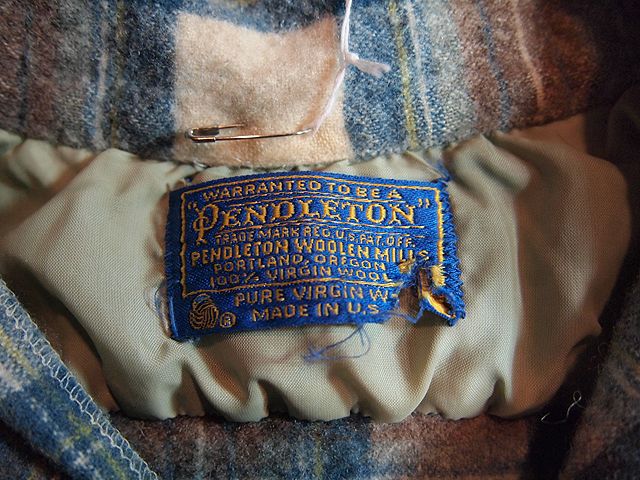 "WARRANTED TO BE A
PENDLETON"
TRADE MARK REG. U.S. PAT. OFF.
PENDLETON WOOLEN MILLS
PORTLAND, OREGON
100% VIRGIN WOOL
PURE VIRGIN W
® MADE IN U.S